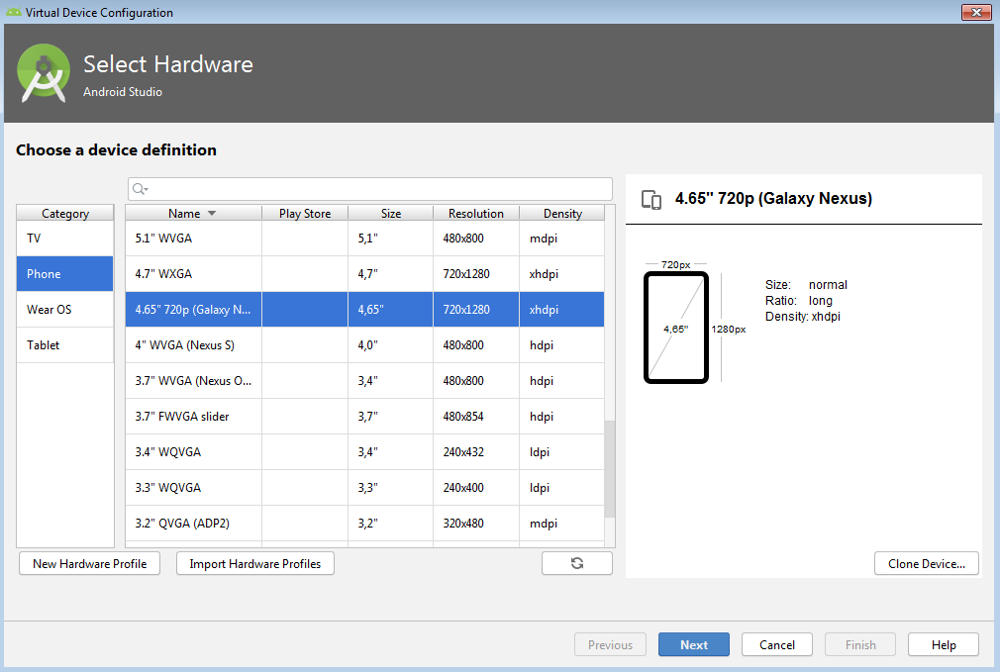 Virtual Device Configuration
Select Hardware
Android Studio
Choose a device definition
Category
TV
Phone
Wear OS
Tablet
Name Play Store Size Resolution Density
5.1" WVGA 5,1" 480x800 mdpi
4.7" WXGA 4,7" 720x1280 xhdpi
4.65" 720p (Galaxy N... 4,65" 720x1280 xhdpi
4" WVGA (Nexus S) 4,0" 480x800 hdpi
3.7" WVGA (Nexus O... 3,4" 480x800 hdpi
3.7" FWVGA slider 3,7" 480x854 hdpi
3.4" WQVGA 3,4" 240x432 ldpi
3.3" WQVGA 3,3" 240x400 ldpi
3.2" QVGA (ADP2) 3,2" 320x480 mdpi
New Hardware Profile
Import Hardware Profiles
4.65" 720p (Galaxy Nexus)
720px
4,65"
1280px
Size: normal
Ratio: long
Density: xhdpi
Clone Device...
Previous
Next
Cancel
Finish
Help